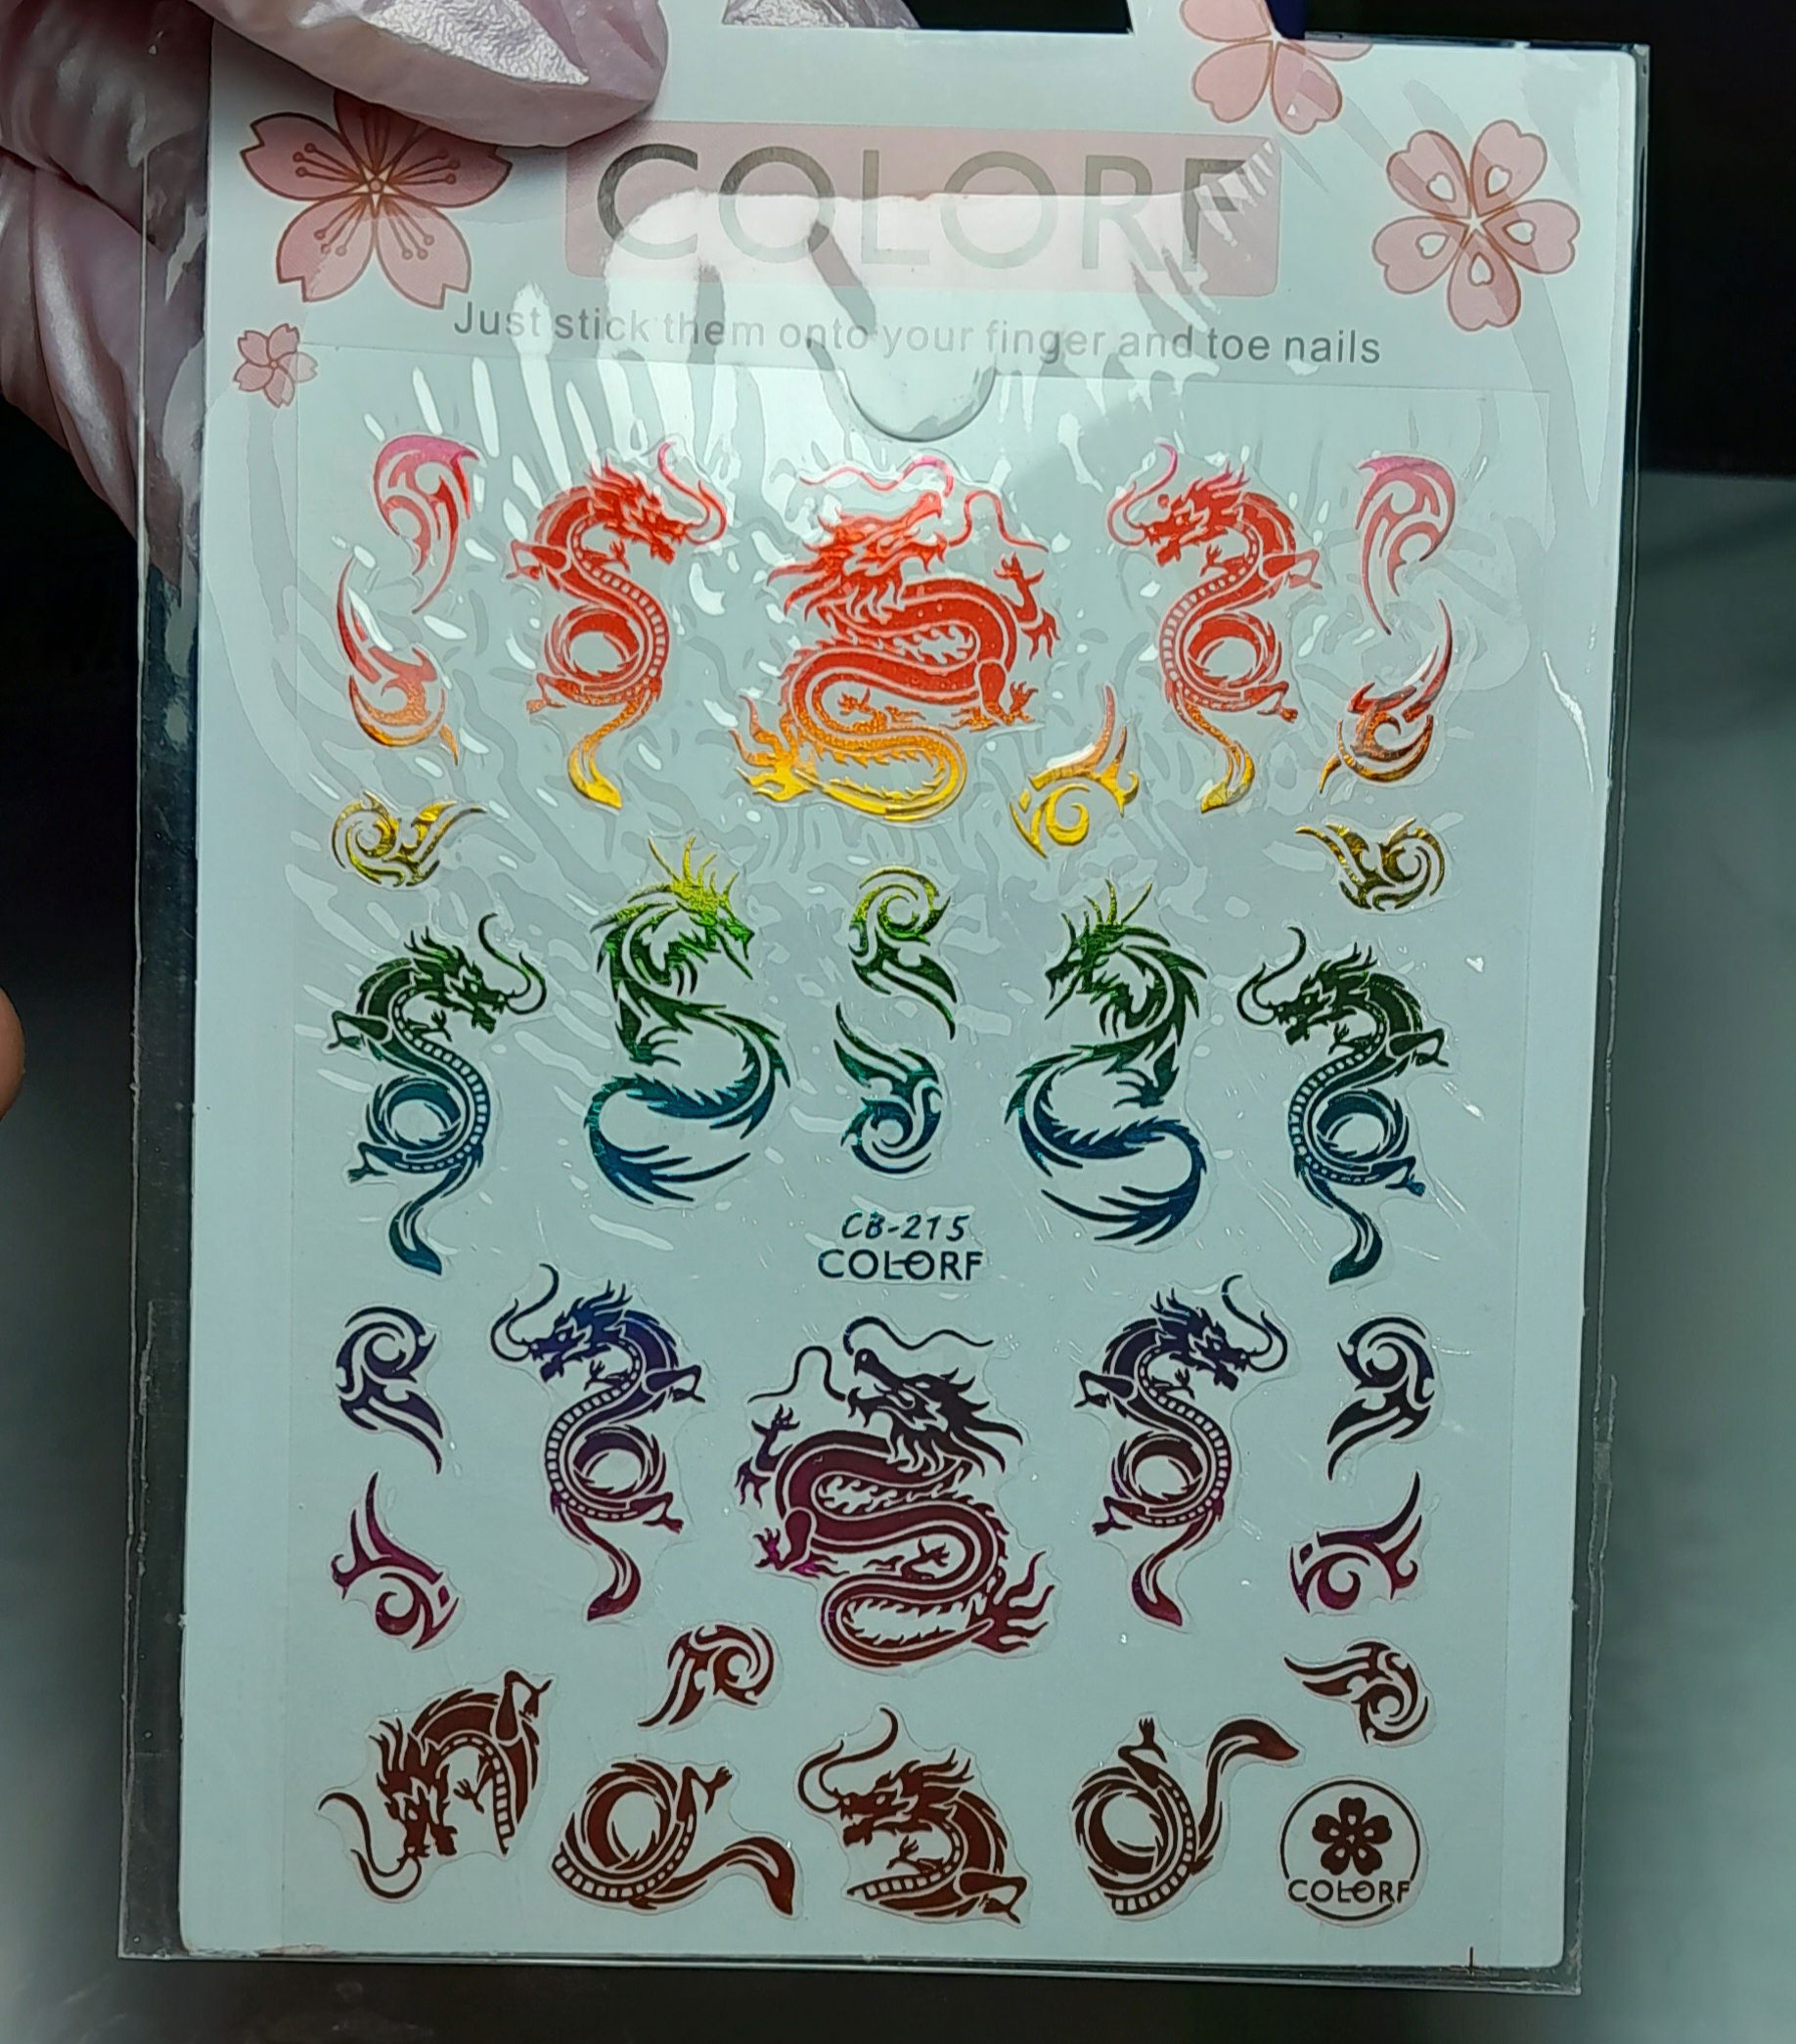 COLORF
Just stick them onto your finger and toe nails
CB-215
COLORF
COLORF